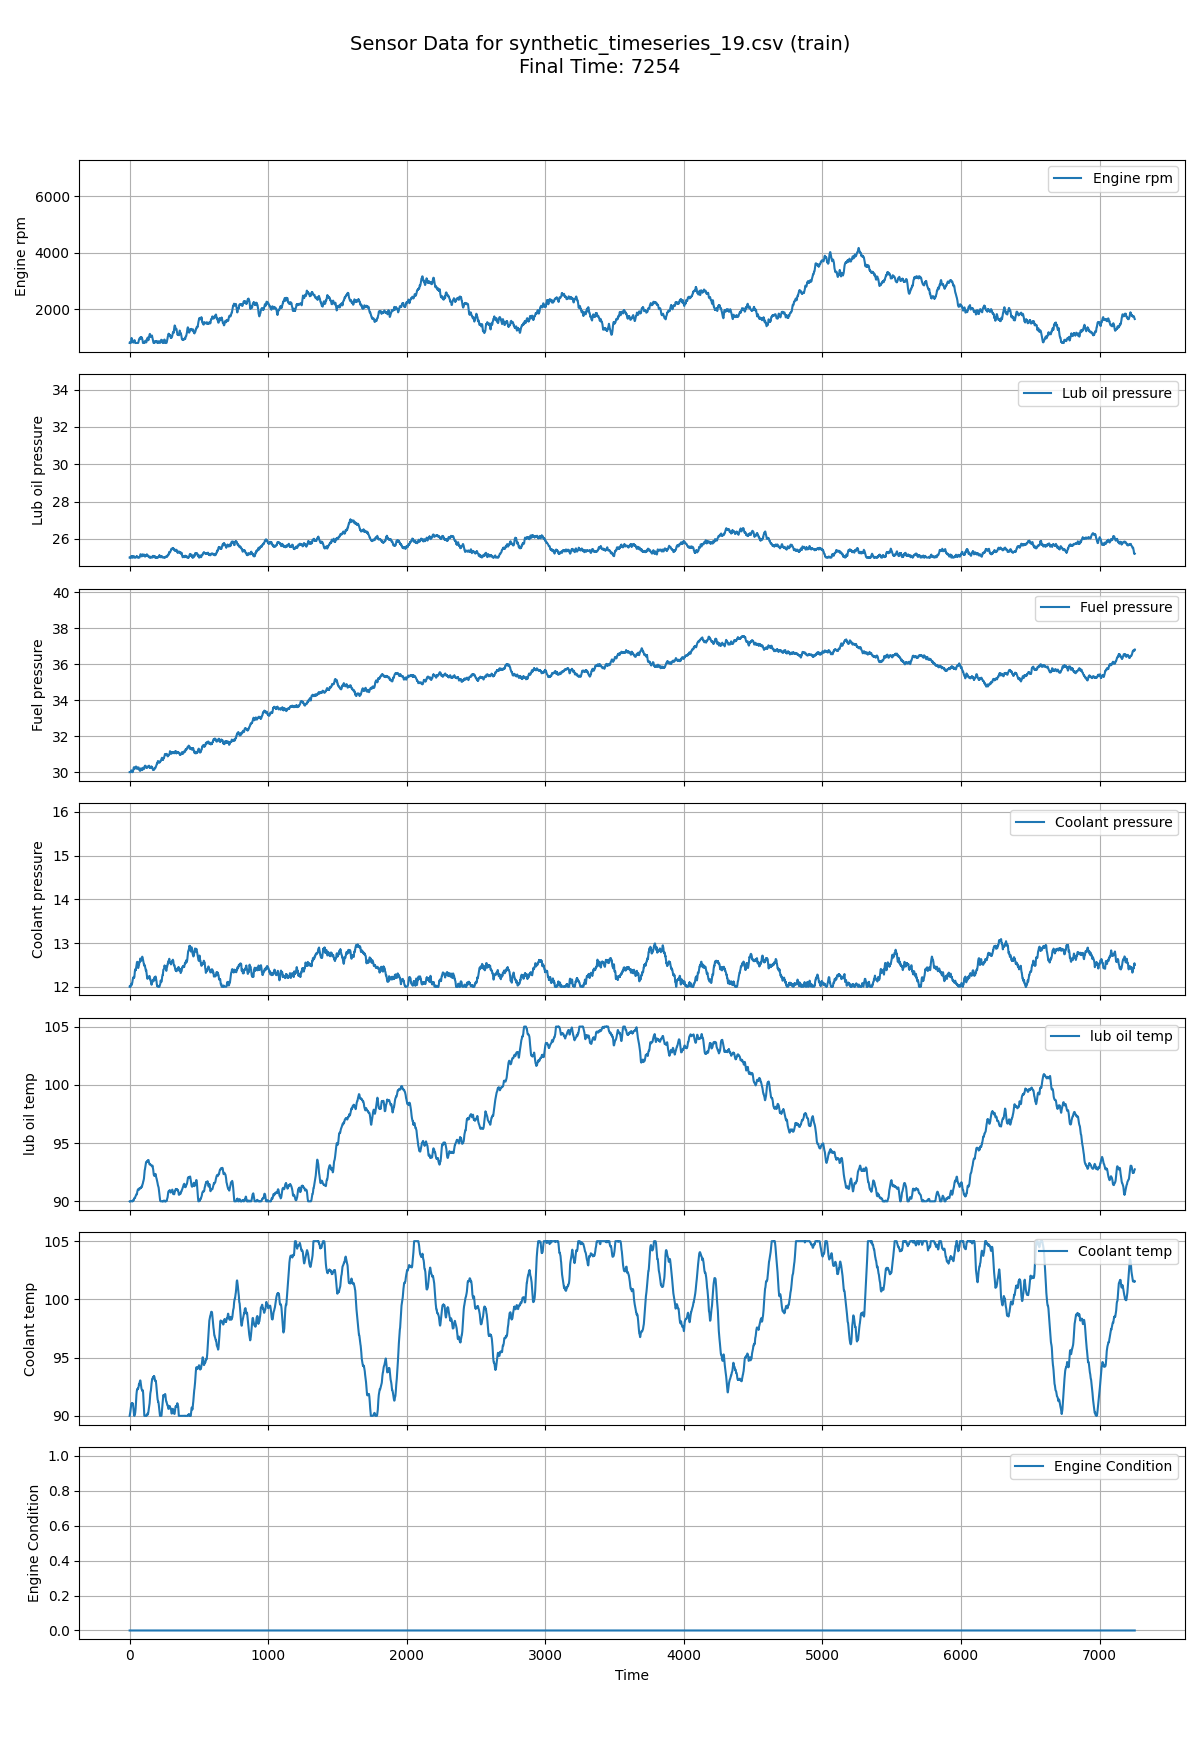 Sensor Data for synthetic_timeseries_19.csv (train)
Final Time: 7254
Engine rpm
6000
4000
2000
Engine rpm
Lub oil pressure
34
32
30
28
26
Lub oil pressure
Fuel pressure
40
38
36
34
32
30
Fuel pressure
Coolant pressure
16
15
14
13
12
Coolant pressure
lub oil temp
105
100
95
90
lub oil temp
Coolant temp
105
100
95
90
Coolant temp
Engine Condition
1.0
0.8
0.6
0.4
0.2
0.0
Engine Condition
0 1000 2000 3000 4000 5000 6000 7000
Time